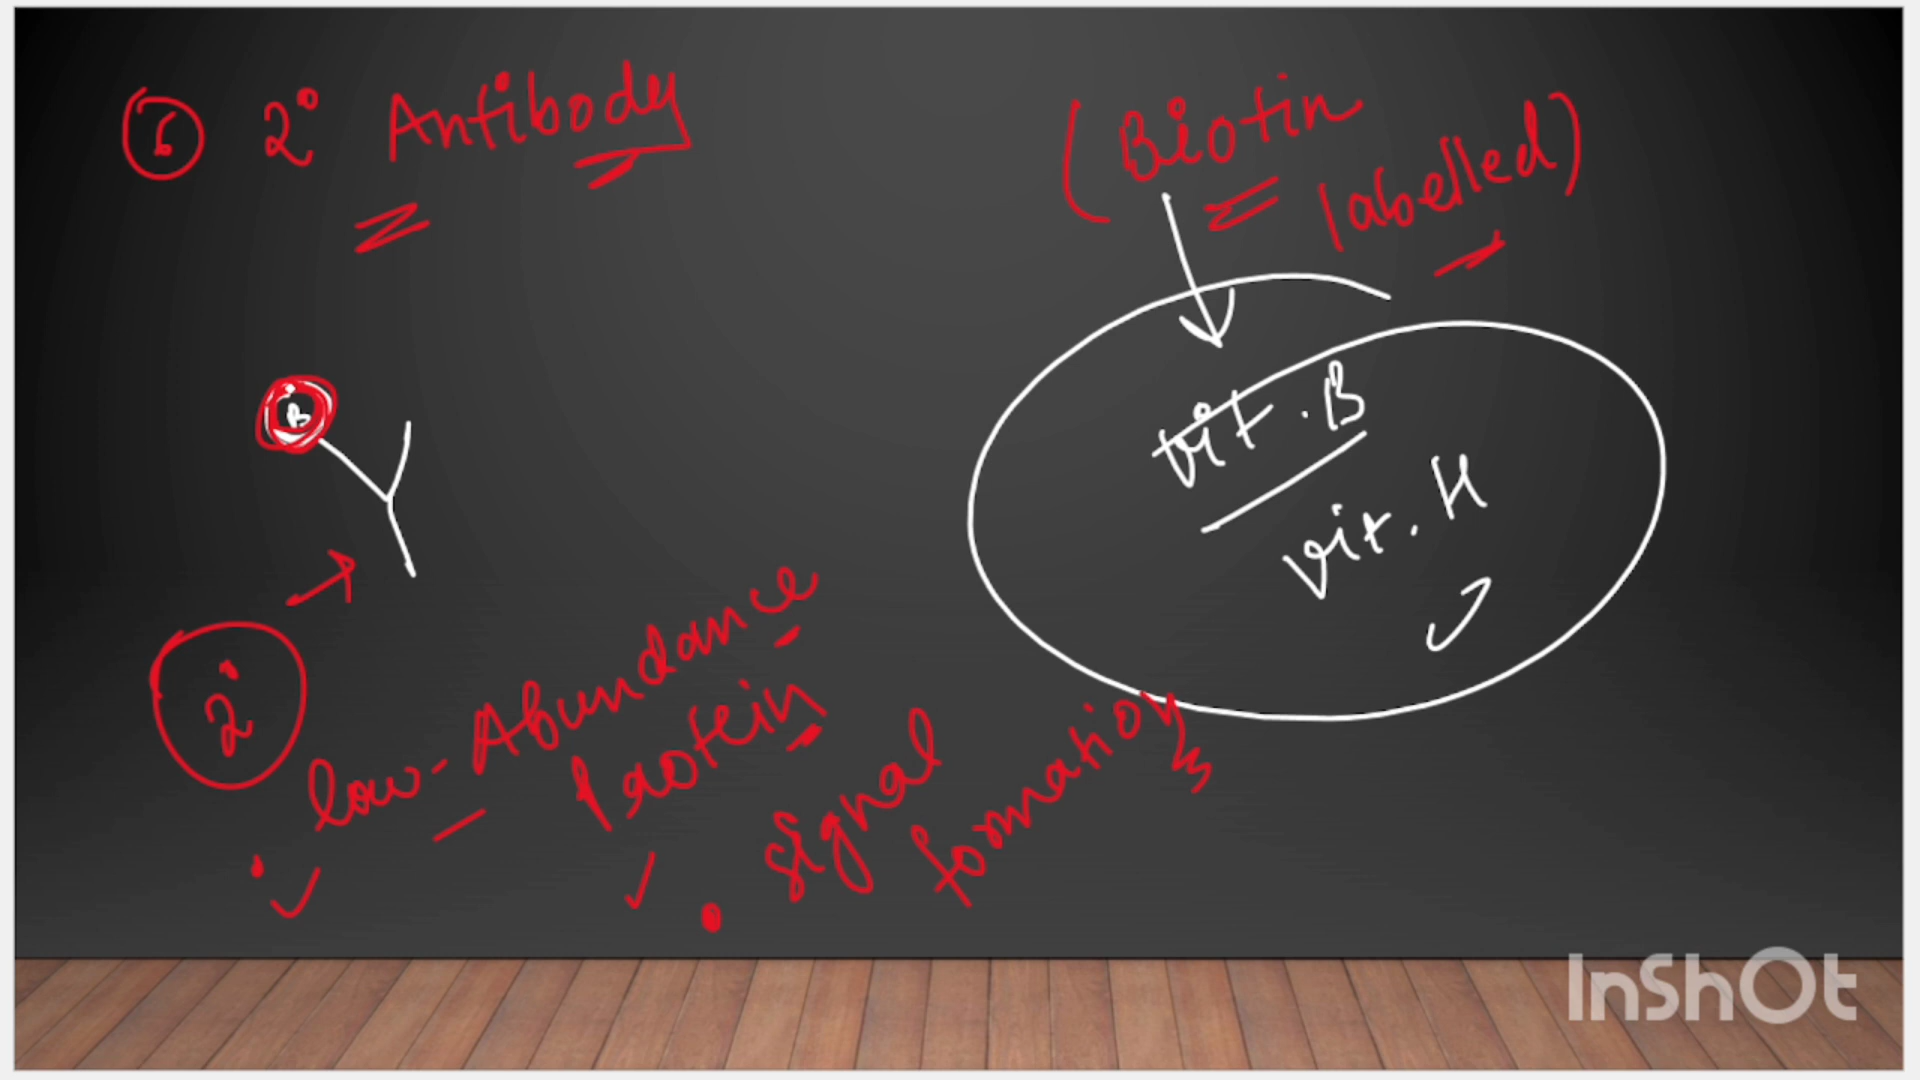 6 2° Antibody
(Biotin
labelled)
vit. B
vit. H
B
2°
low-Abundance
protein
signal
formation
InShOt